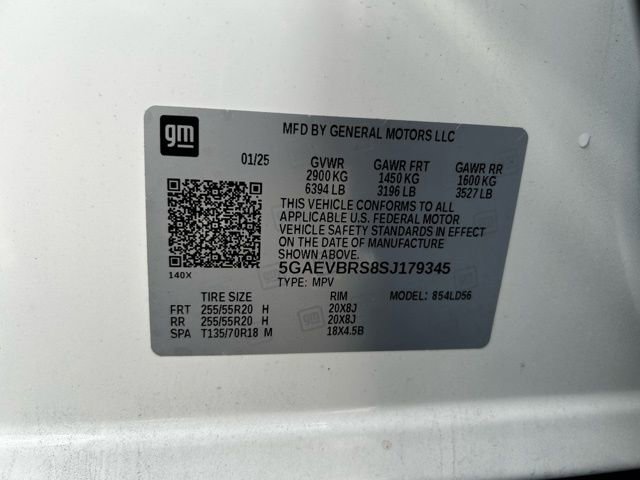 gm
MFD BY GENERAL MOTORS LLC
01/25 GVWR GAWR FRT GAWR RR
2900 KG 1450 KG 1600 KG
6394 LB 3196 LB 3527 LB
THIS VEHICLE CONFORMS TO ALL
APPLICABLE U.S. FEDERAL MOTOR
VEHICLE SAFETY STANDARDS IN EFFECT
ON THE DATE OF MANUFACTURE
140X
5GAEVBRS8SJ179345
TYPE: MPV MODEL: 854LD56
TIRE SIZE RIM
FRT 255/55R20 H 20X8J
RR 255/55R20 H 20X8J
SPA T135/70R18 M 18X4.5B